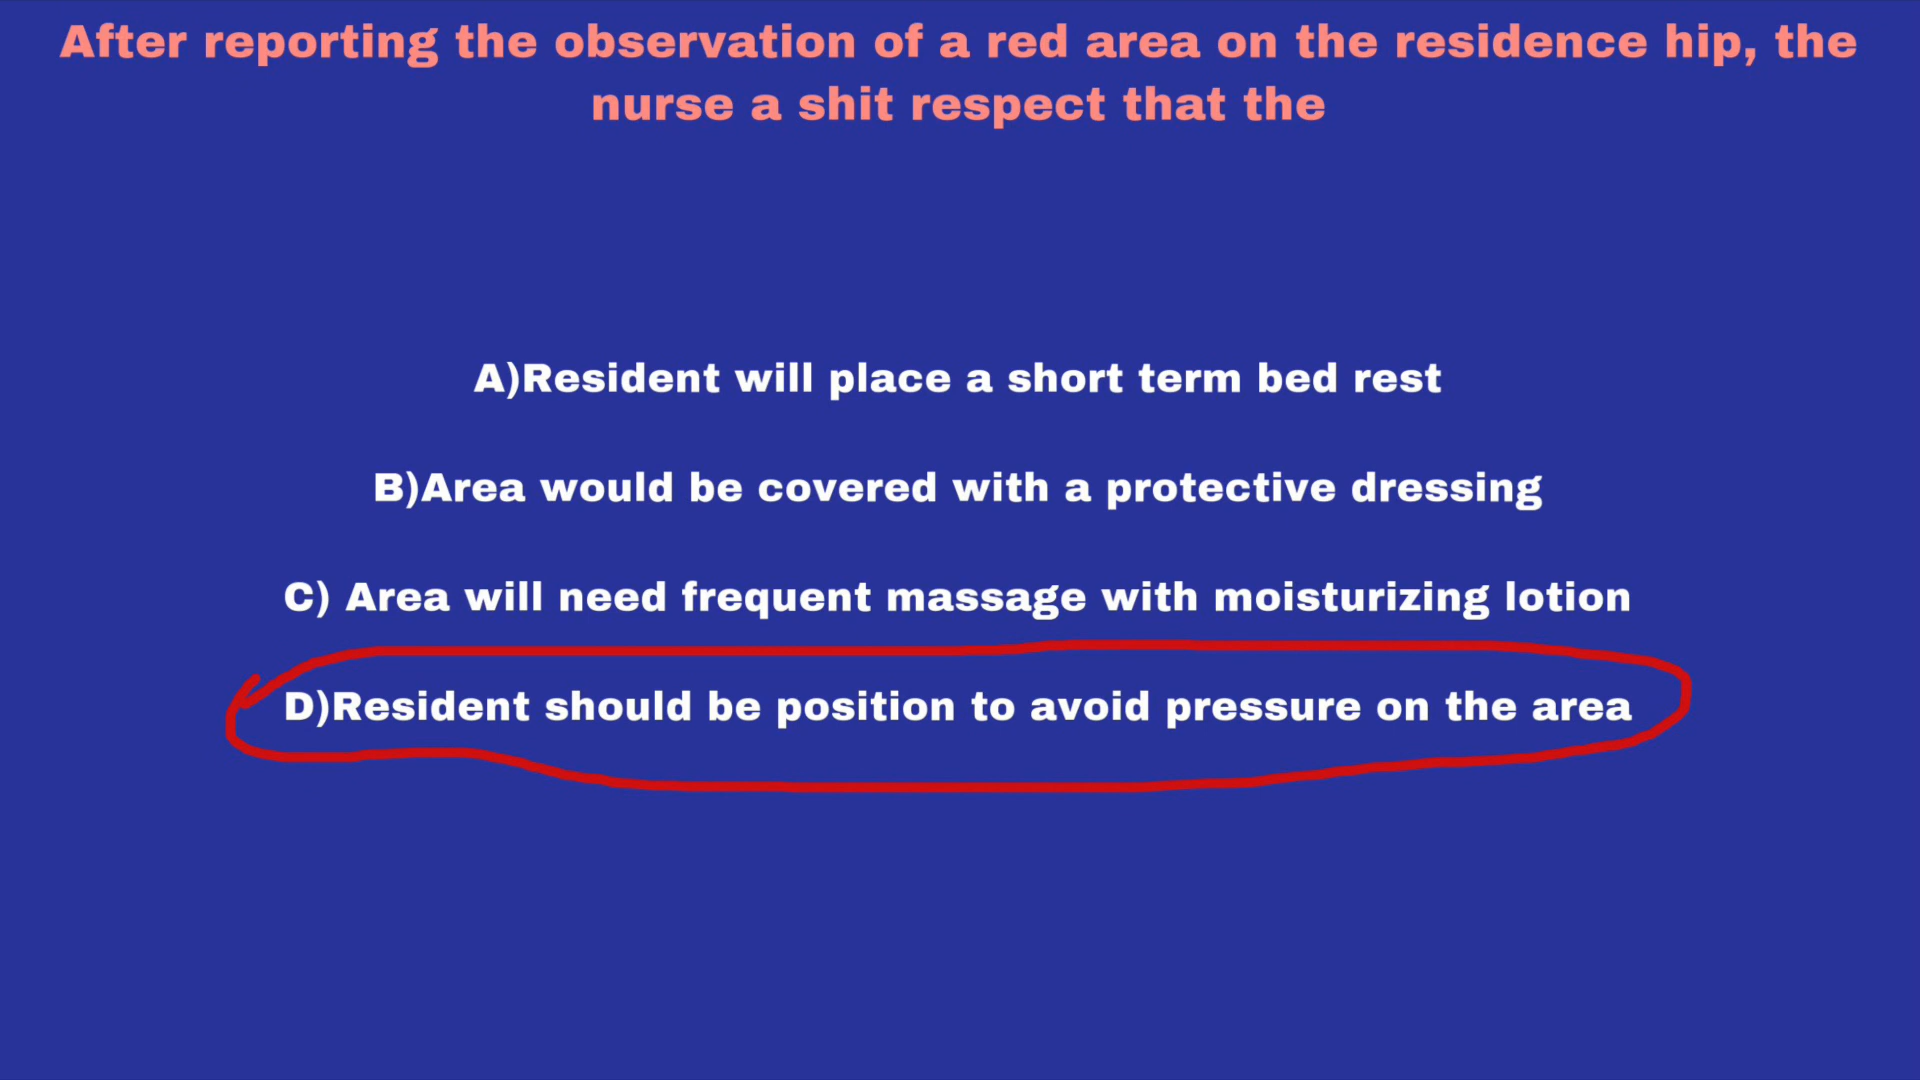 After reporting the observation of a red area on the residence hip, the
nurse a shit respect that the
A)Resident will place a short term bed rest
B)Area would be covered with a protective dressing
C) Area will need frequent massage with moisturizing lotion
D)Resident should be position to avoid pressure on the area